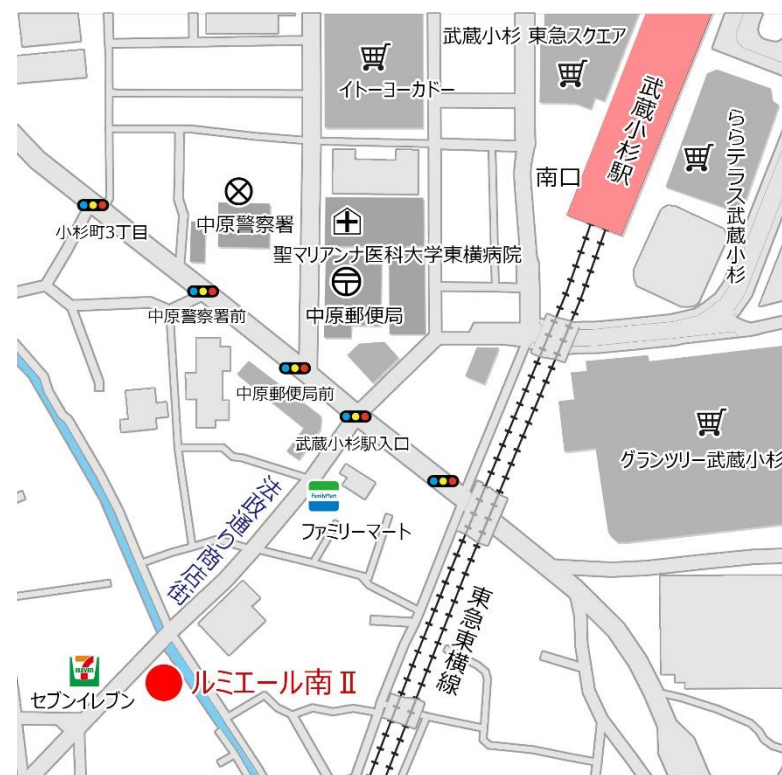 武蔵小杉 東急スクエア
イトーヨーカドー
武蔵小杉駅
ららテラス武蔵小杉
南口
中原警察署
小杉町3丁目
聖マリアンナ医科大学東横病院
中原警察署前
中原郵便局
中原郵便局前
武蔵小杉駅入口
グランツリー武蔵小杉
法政通り商店街
FamilyMart
ファミリーマート
東急東横線
7
ELEVEN
セブンイレブン
ルミエール南Ⅱ